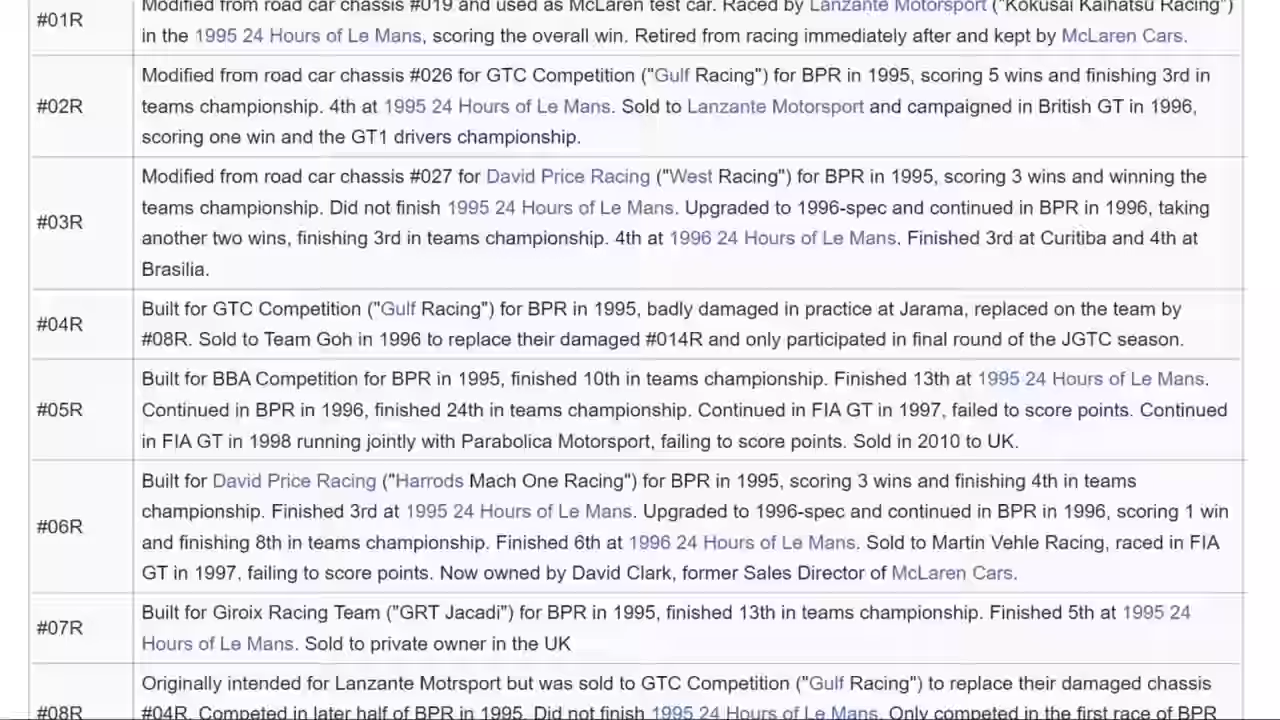 Modified from road car chassis #019 and used as McLaren test car. Raced by Lanzante Motorsport ("Kokusai Kaihatsu Racing")
#01R
in the 1995 24 Hours of Le Mans, scoring the overall win. Retired from racing immediately after and kept by McLaren Cars.
Modified from road car chassis #026 for GTC Competition ("Gulf Racing") for BPR in 1995, scoring 5 wins and finishing 3rd in
#02R
teams championship. 4th at 1995 24 Hours of Le Mans. Sold to Lanzante Motorsport and campaigned in British GT in 1996,
scoring one win and the GT1 drivers championship.
Modified from road car chassis #027 for David Price Racing ("West Racing") for BPR in 1995, scoring 3 wins and winning the
teams championship. Did not finish 1995 24 Hours of Le Mans. Upgraded to 1996-spec and continued in BPR in 1996, taking
#03R
another two wins, finishing 3rd in teams championship. 4th at 1996 24 Hours of Le Mans. Finished 3rd at Curitiba and 4th at
Brasilia.
Built for GTC Competition ("Gulf Racing") for BPR in 1995, badly damaged in practice at Jarama, replaced on the team by
#04R
#08R. Sold to Team Goh in 1996 to replace their damaged #014R and only participated in final round of the JGTC season.
Built for BBA Competition for BPR in 1995, finished 10th in teams championship. Finished 13th at 1995 24 Hours of Le Mans.
#05R
Continued in BPR in 1996, finished 24th in teams championship. Continued in FIA GT in 1997, failed to score points. Continued
in FIA GT in 1998 running jointly with Parabolica Motorsport, failing to score points. Sold in 2010 to UK.
Built for David Price Racing ("Harrods Mach One Racing") for BPR in 1995, scoring 3 wins and finishing 4th in teams
championship. Finished 3rd at 1995 24 Hours of Le Mans. Upgraded to 1996-spec and continued in BPR in 1996, scoring 1 win
#06R
and finishing 8th in teams championship. Finished 6th at 1996 24 Hours of Le Mans. Sold to Martin Vehle Racing, raced in FIA
GT in 1997, failing to score points. Now owned by David Clark, former Sales Director of McLaren Cars.
Built for Giroix Racing Team ("GRT Jacadi") for BPR in 1995, finished 13th in teams championship. Finished 5th at 1995 24
#07R
Hours of Le Mans. Sold to private owner in the UK
Originally intended for Lanzante Motrsport but was sold to GTC Competition ("Gulf Racing") to replace their damaged chassis
#08R
#04R. Competed in later half of BPR in 1995. Did not finish 1995 24 Hours of Le Mans. Only competed in the first race of BPR